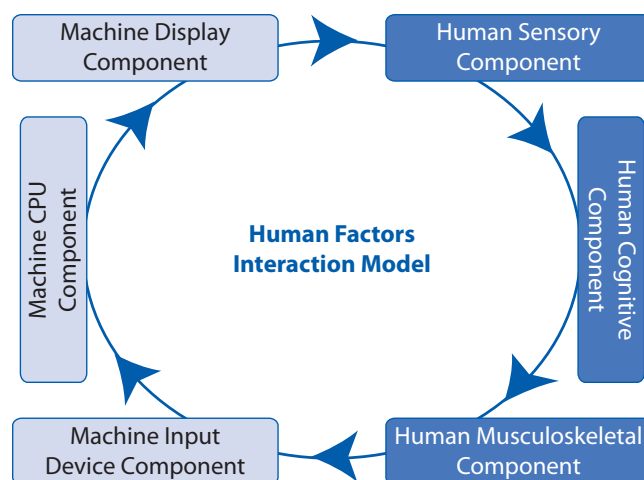 Machine Display
Component
Human Sensory
Component
Machine CPU
Component
Human Factors
Interaction Model
Human Cognitive
Component
Machine Input
Device Component
Human Musculoskeletal
Component